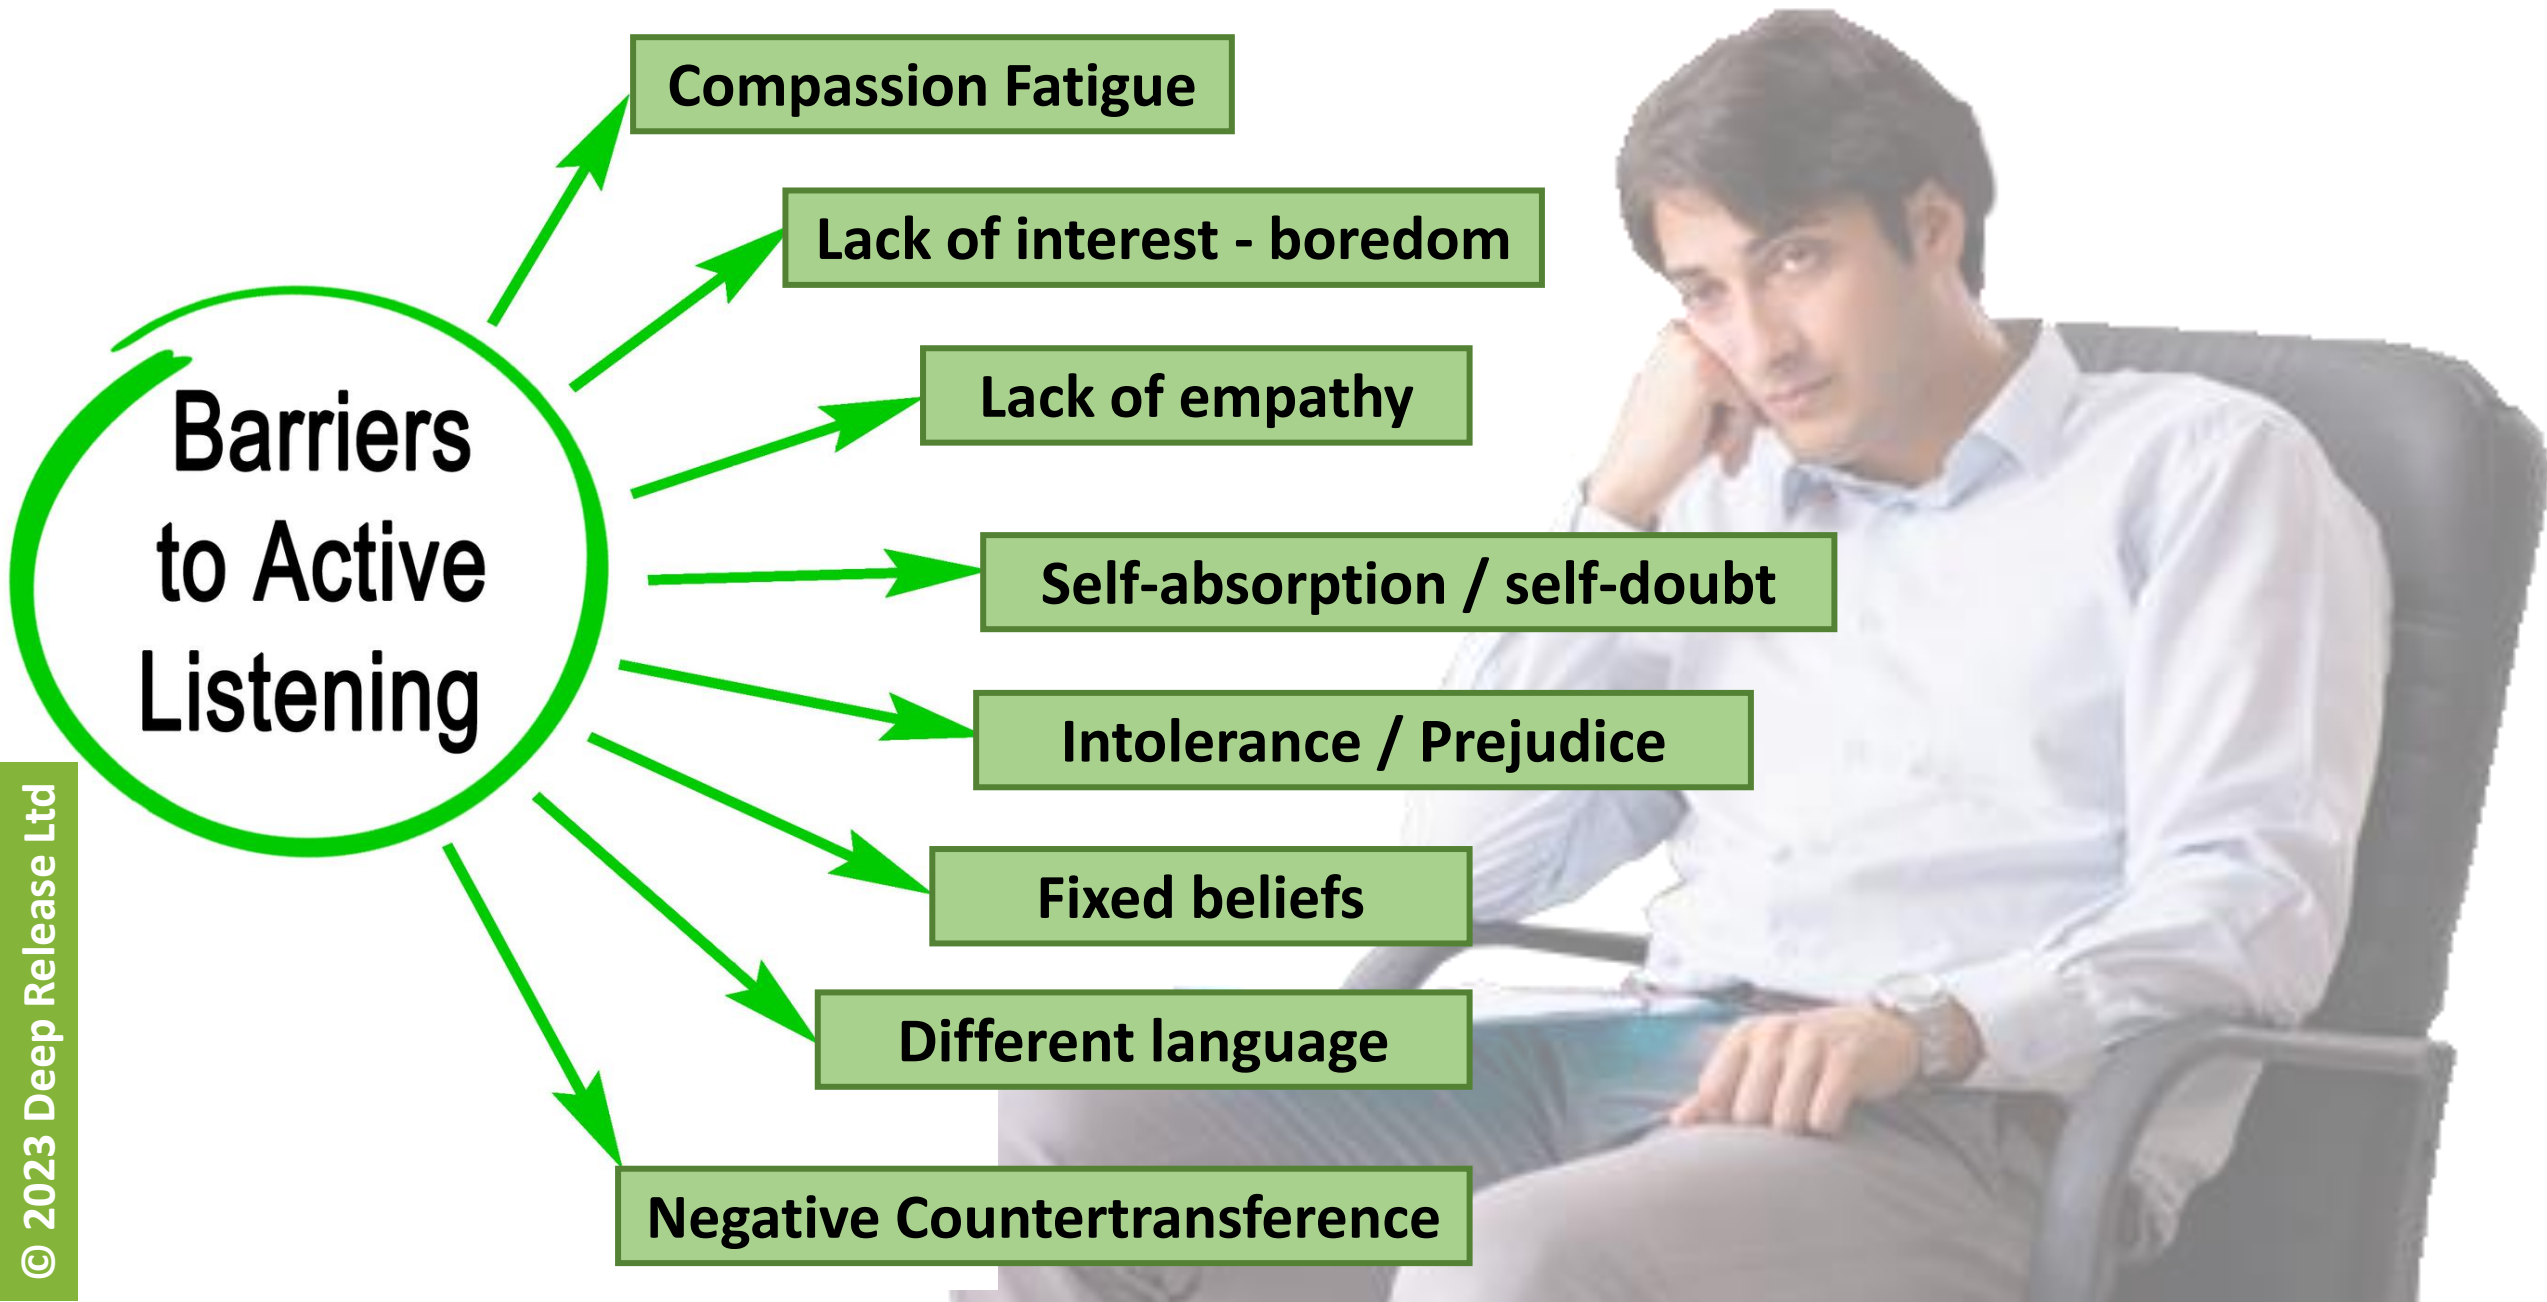 Barriers
to Active
Listening
Compassion Fatigue
Lack of interest - boredom
Lack of empathy
Self-absorption / self-doubt
Intolerance / Prejudice
Fixed beliefs
Different language
Negative Countertransference
© 2023 Deep Release Ltd